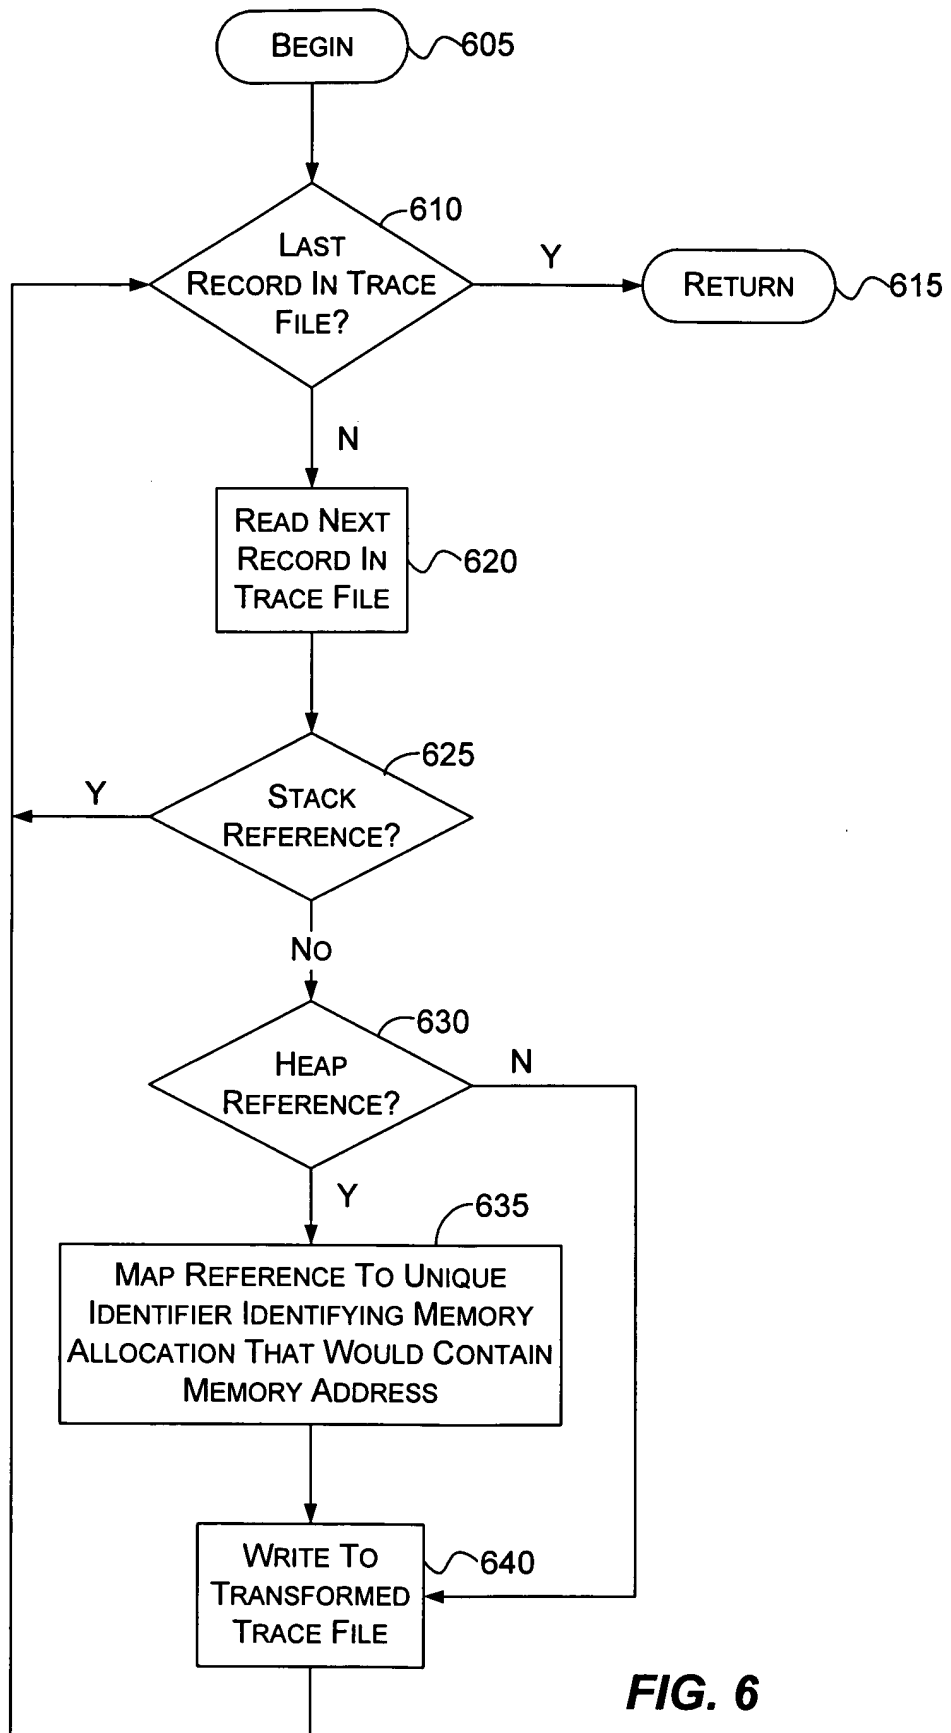 BEGIN
605
610
LAST
RECORD IN TRACE
FILE?
Y
RETURN
615
N
READ NEXT
RECORD IN
TRACE FILE
620
625
Y
STACK
REFERENCE?
NO
630
HEAP
REFERENCE?
N
Y
635
MAP REFERENCE TO UNIQUE
IDENTIFIER IDENTIFYING MEMORY
ALLOCATION THAT WOULD CONTAIN
MEMORY ADDRESS
WRITE TO
TRANSFORMED
TRACE FILE
640
FIG. 6